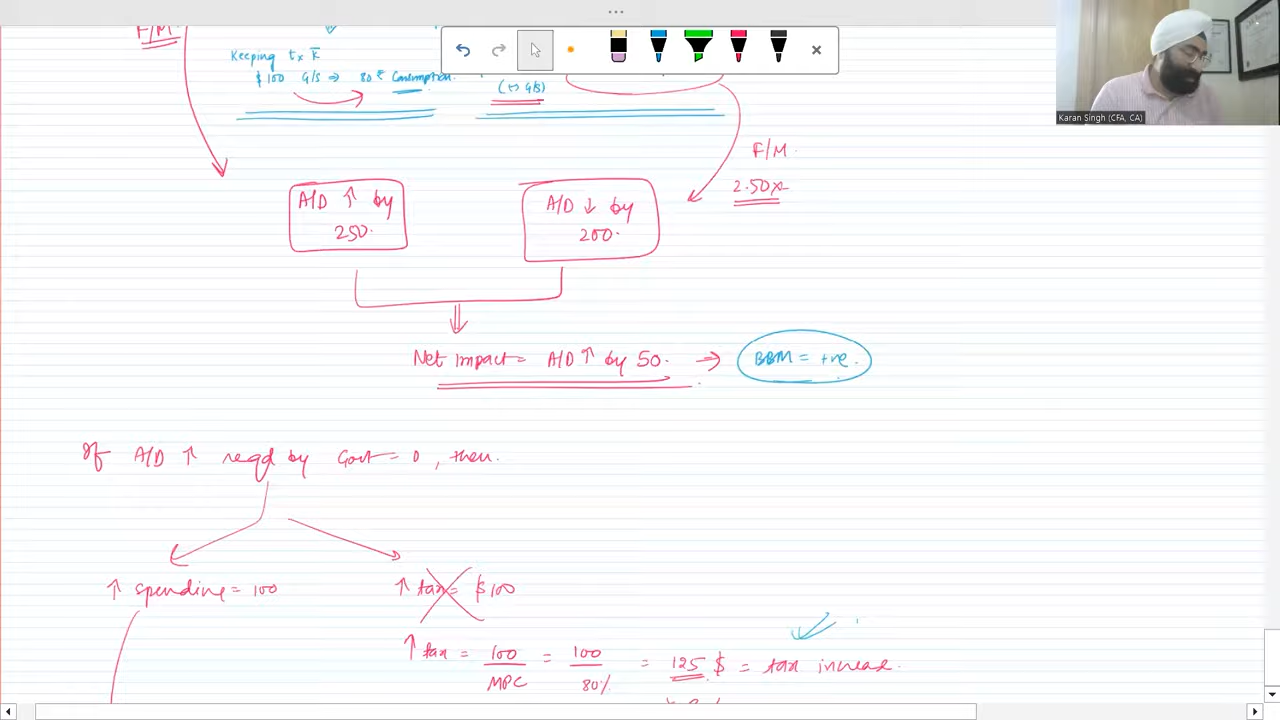 F/M.
Keeping tx K̅
$100 G/S ⇒ 80% Consumption.
(↔ G/S)
F/M.
2.50x
A/D ↑ by
250.
A/D ↓ by
200.
Net impact = A/D ↑ by 50. → BBM = +ve.
If A/D ↑ reqd by Govt = 0, then.
↑ spending = 100
↑ tax = $100
↑ tax = 100/MPC = 100/80% = 125 $ = tax increase.
Karan Singh (CFA, CA)